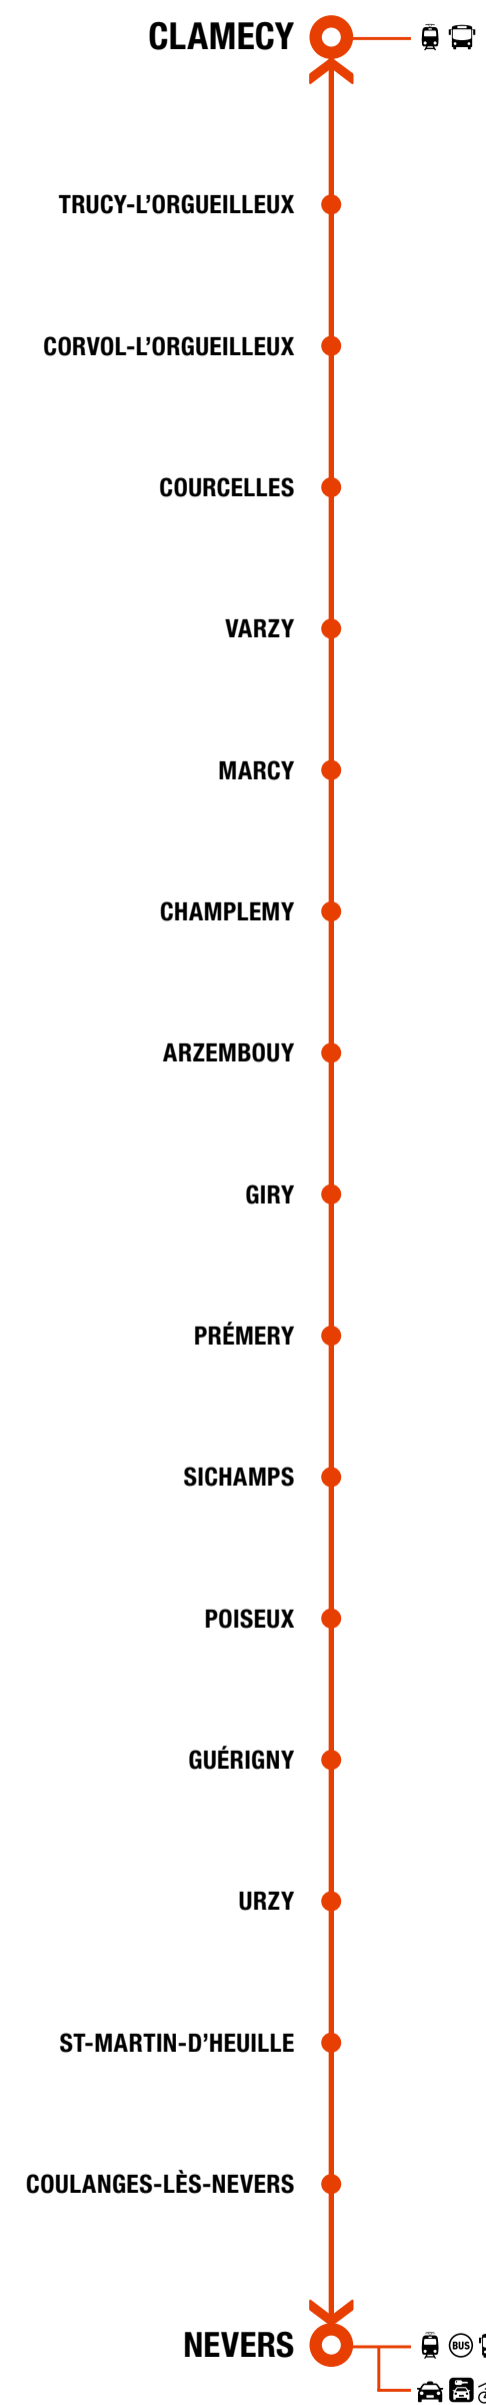 CLAMECY
TRUCY-L’ORGUEILLEUX
CORVOL-L’ORGUEILLEUX
COURCELLES
VARZY
MARCY
CHAMPLEMY
ARZEMBOUY
GIRY
PRÉMERY
SICHAMPS
POISEUX
GUÉRIGNY
URZY
ST-MARTIN-D’HEUILLE
COULANGES-LÈS-NEVERS
NEVERS
BUS